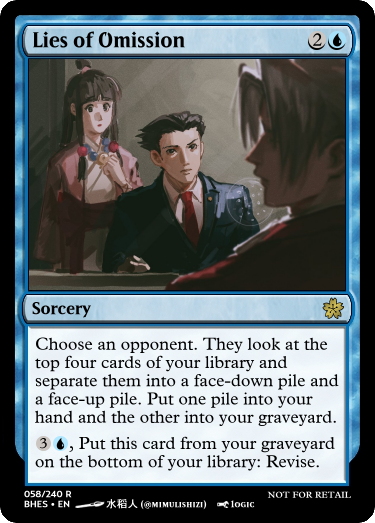 Lies of Omission 2
Sorcery
Choose an opponent. They look at the
top four cards of your library and
separate them into a face-down pile and
a face-up pile. Put one pile into your
hand and the other into your graveyard.
3, Put this card from your graveyard
on the bottom of your library: Revise.
058/240 R NOT FOR RETAIL
BHES • EN 水稻人 (@MIMULISHIZI) LOGIC